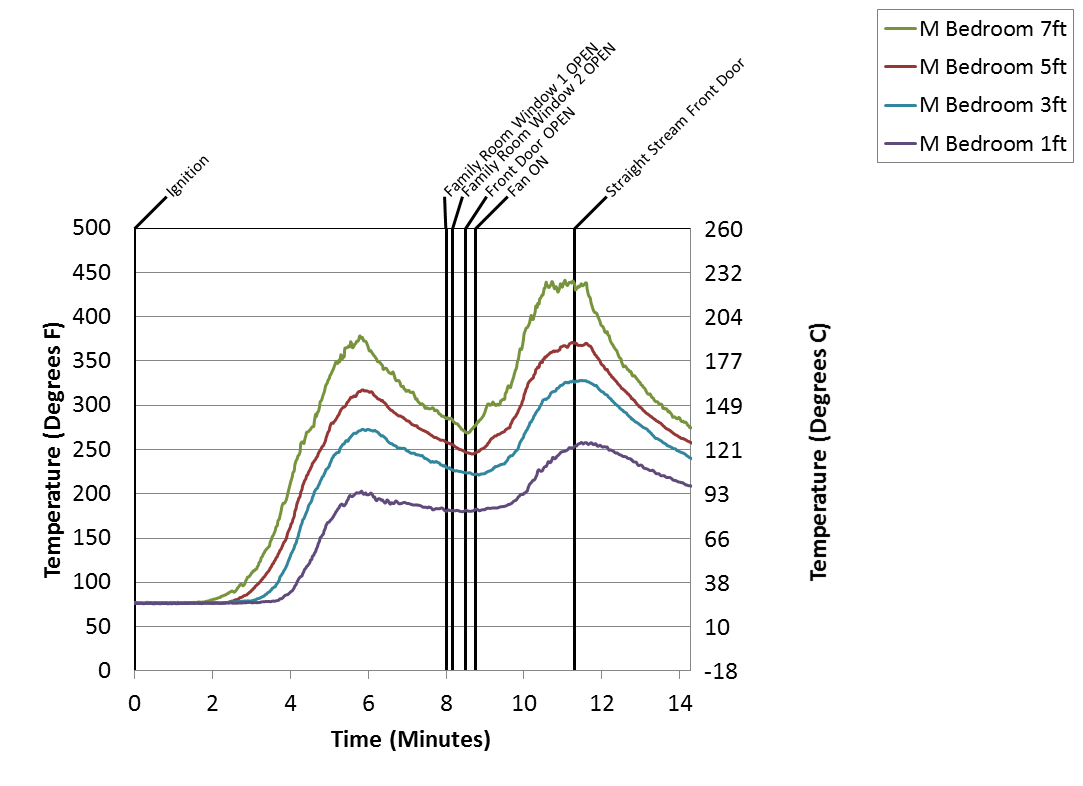 M Bedroom 7ft
M Bedroom 5ft
M Bedroom 3ft
M Bedroom 1ft
Ignition
Family Room Window 1 OPEN
Family Room Window 2 OPEN
Front Door OPEN
Fan ON
Straight Stream Front Door
Temperature (Degrees F)
500
450
400
350
300
250
200
150
100
50
0
260
232
204
177
149
121
93
66
38
10
-18
Temperature (Degrees C)
0 2 4 6 8 10 12 14
Time (Minutes)